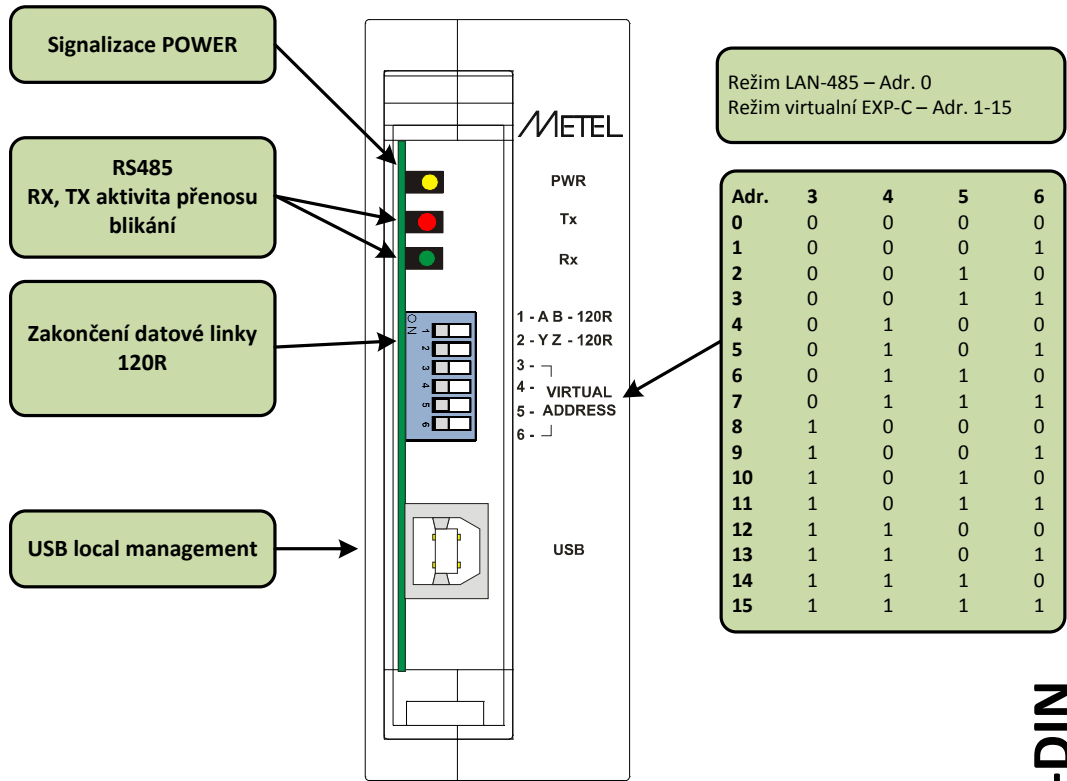 Signalizace POWER
RS485
RX, TX aktivita přenosu
blikání
Zakončení datové linky
120R
USB local management
METEL
PWR
Tx
Rx
ON
1
2
3
4
5
6
1 - A B - 120R
2 - Y Z - 120R
3 -
4 - VIRTUAL
5 - ADDRESS
6 -
USB
Režim LAN-485 – Adr. 0
Režim virtualní EXP-C – Adr. 1-15
Adr. 3 4 5 6
0 0 0 0 0
1 0 0 0 1
2 0 0 1 0
3 0 0 1 1
4 0 1 0 0
5 0 1 0 1
6 0 1 1 0
7 0 1 1 1
8 1 0 0 0
9 1 0 0 1
10 1 0 1 0
11 1 0 1 1
12 1 1 0 0
13 1 1 0 1
14 1 1 1 0
15 1 1 1 1
-DIN